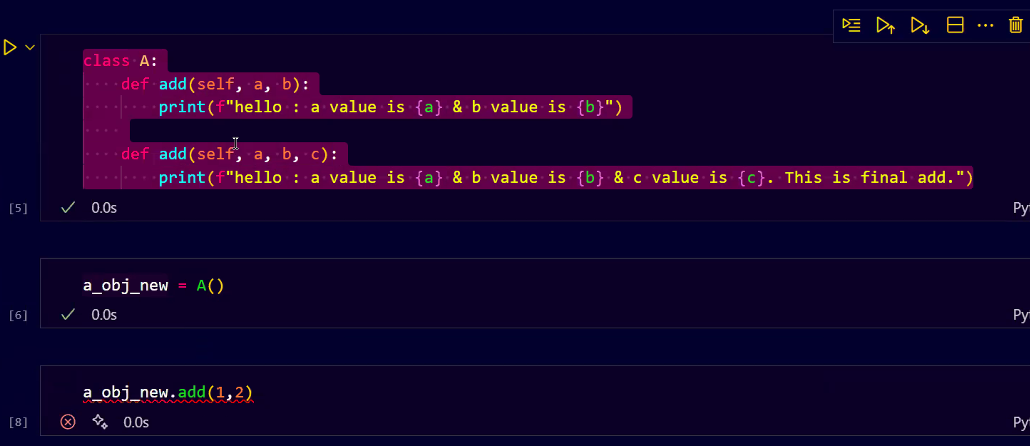 class A:
    def add(self, a, b):
        print(f"hello : a value is {a} & b value is {b}")
    def add(self, a, b, c):
        print(f"hello : a value is {a} & b value is {b} & c value is {c}. This is final add.")
[5] 0.0s Py
a_obj_new = A()
[6] 0.0s Py
a_obj_new.add(1,2)
[8] 0.0s Py